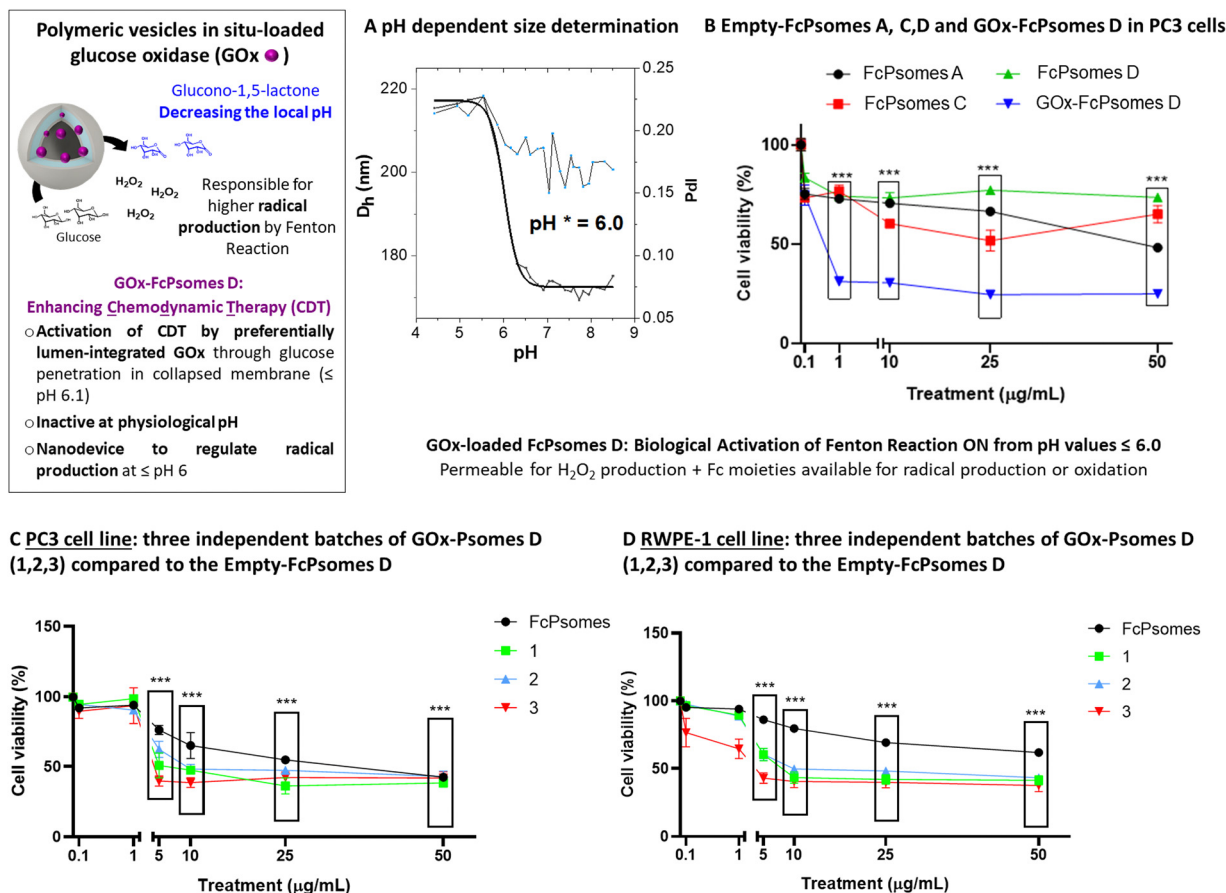 Polymeric vesicles in situ-loaded
glucose oxidase (GOx )
Glucono-1,5-lactone
Decreasing the local pH
H₂O₂
H₂O₂
H₂O₂
Glucose
Responsible for
higher radical
production by Fenton
Reaction
GOx-FcPsomes D:
Enhancing Chemodynamic Therapy (CDT)
Activation of CDT by preferentially
lumen-integrated GOx through glucose
penetration in collapsed membrane (≤
pH 6.1)
Inactive at physiological pH
Nanodevice to regulate radical
production at ≤ pH 6
A pH dependent size determination
220
200
180
Dh (nm)
0.25
0.20
0.15
0.10
0.05
PdI
pH * = 6.0
4 5 6 7 8 9
pH
B Empty-FcPsomes A, C,D and GOx-FcPsomes D in PC3 cells
FcPsomes A
FcPsomes D
FcPsomes C
GOx-FcPsomes D
100
50
0
Cell viability (%)
*** *** *** ***
0.1 1 10 25 50
Treatment (µg/mL)
GOx-loaded FcPsomes D: Biological Activation of Fenton Reaction ON from pH values ≤ 6.0
Permeable for H₂O₂ production + Fc moieties available for radical production or oxidation
C PC3 cell line: three independent batches of GOx-Psomes D
(1,2,3) compared to the Empty-FcPsomes D
150
100
50
0
Cell viability (%)
*** *** *** ***
FcPsomes
1
2
3
0.1 1 5 10 25 50
Treatment (µg/mL)
D RWPE-1 cell line: three independent batches of GOx-Psomes D
(1,2,3) compared to the Empty-FcPsomes D
150
100
50
0
Cell viability (%)
*** *** *** ***
FcPsomes
1
2
3
0.1 1 5 10 25 50
Treatment (µg/mL)